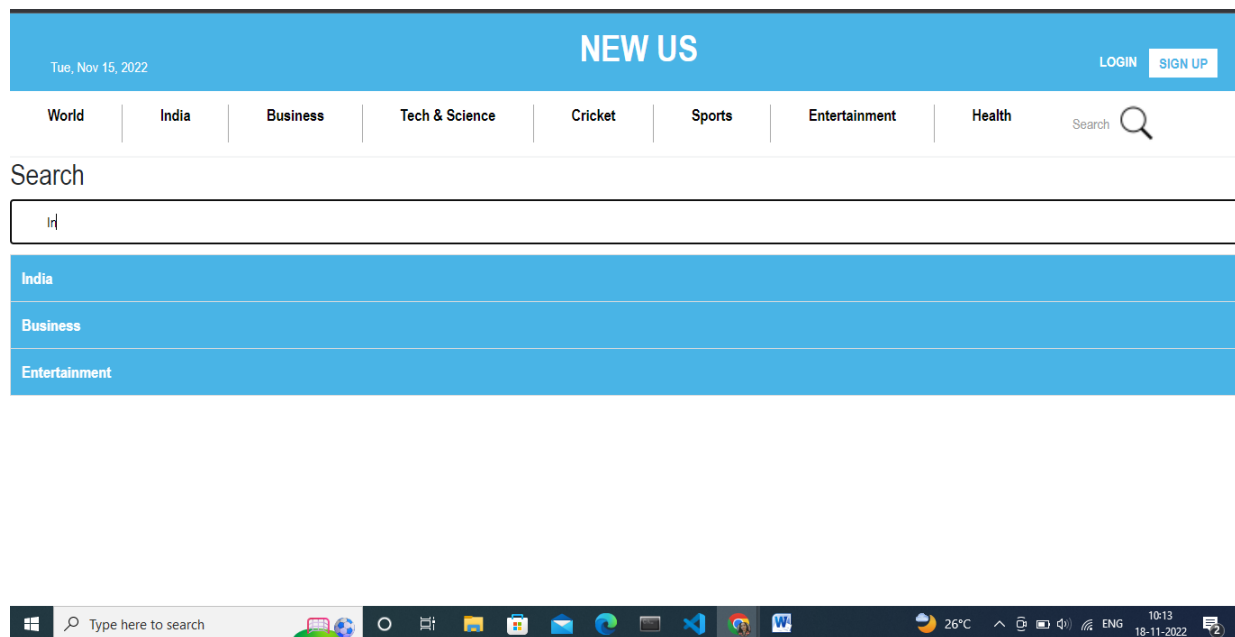 NEW US
Tue, Nov 15, 2022
LOGIN SIGN UP
World India Business Tech & Science Cricket Sports Entertainment Health Search
Search
In
India
Business
Entertainment
Type here to search
26°C ENG 10:13
18-11-2022
2